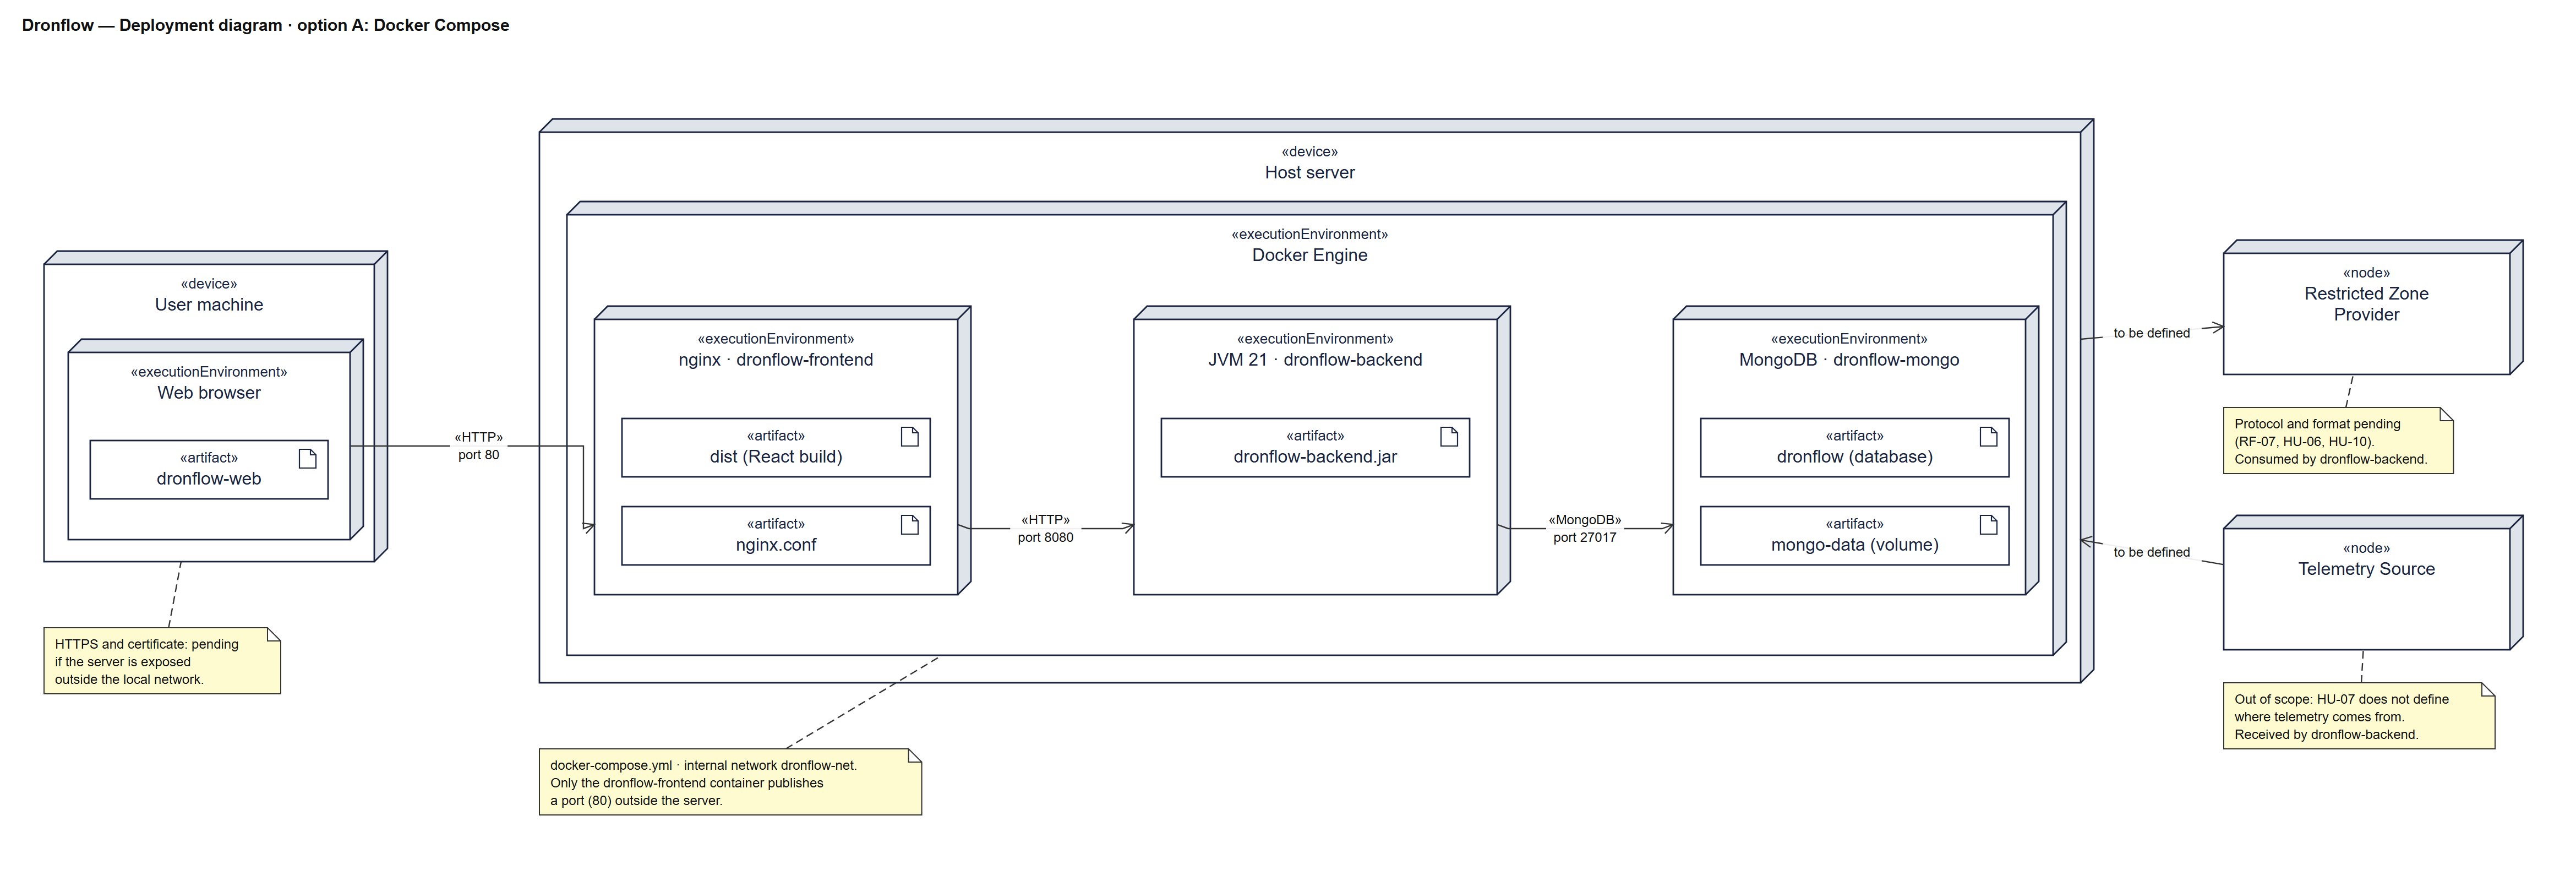 Dronflow — Deployment diagram · option A: Docker Compose
«device»
User machine
«executionEnvironment»
Web browser
«artifact»
dronflow-web
HTTPS and certificate: pending
if the server is exposed
outside the local network.
«HTTP»
port 80
«device»
Host server
«executionEnvironment»
Docker Engine
«executionEnvironment»
nginx · dronflow-frontend
«artifact»
dist (React build)
«artifact»
nginx.conf
«HTTP»
port 8080
«executionEnvironment»
JVM 21 · dronflow-backend
«artifact»
dronflow-backend.jar
«MongoDB»
port 27017
«executionEnvironment»
MongoDB · dronflow-mongo
«artifact»
dronflow (database)
«artifact»
mongo-data (volume)
docker-compose.yml · internal network dronflow-net.
Only the dronflow-frontend container publishes
a port (80) outside the server.
to be defined
«node»
Restricted Zone
Provider
Protocol and format pending
(RF-07, HU-06, HU-10).
Consumed by dronflow-backend.
to be defined
«node»
Telemetry Source
Out of scope: HU-07 does not define
where telemetry comes from.
Received by dronflow-backend.